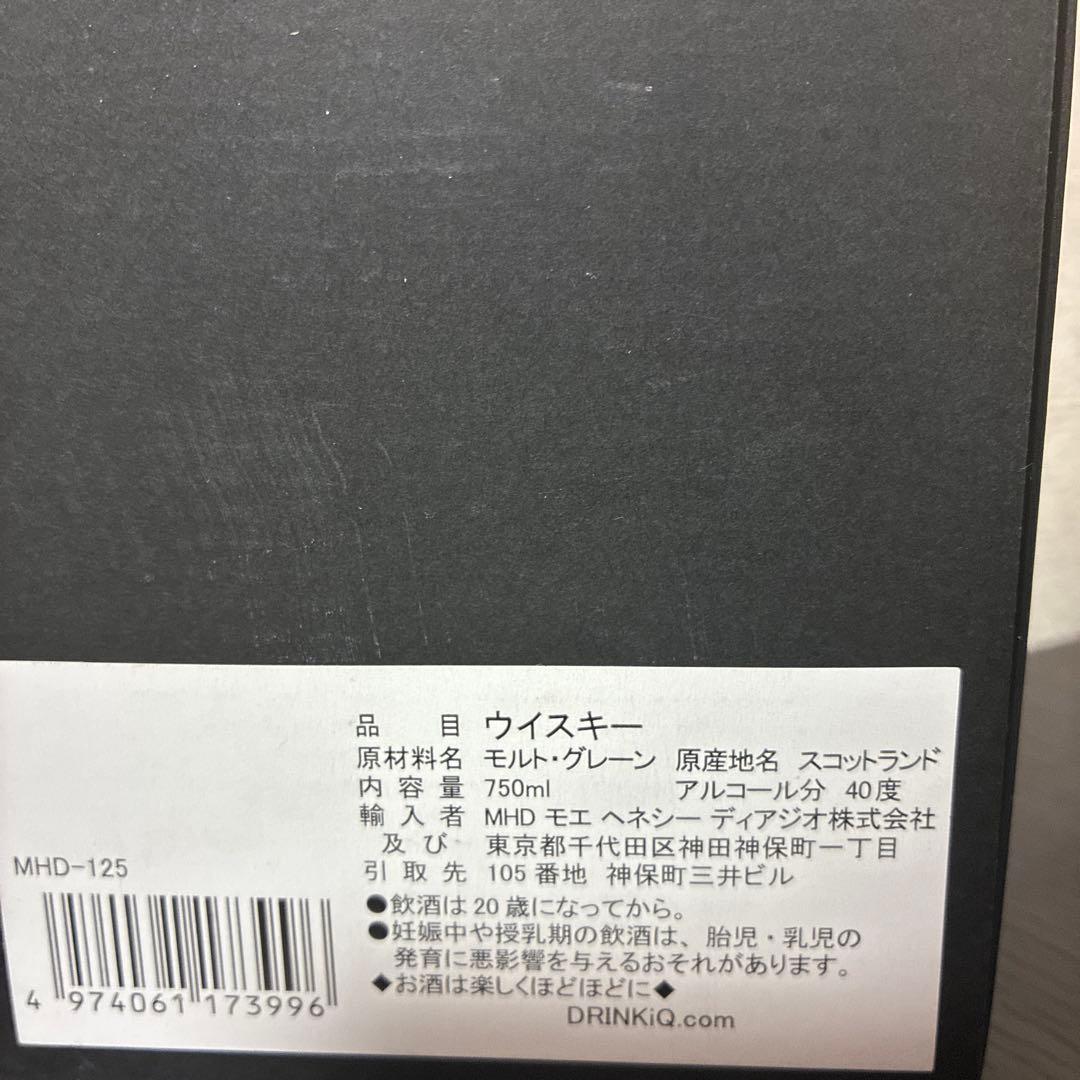 品 目 ウイスキー
原材料名 モルト・グレーン 原産地名 スコットランド
内容量 750ml アルコール分 40度
輸入者 MHD モエ ヘネシー ディアジオ株式会社
及び 東京都千代田区神田神保町一丁目
引取先 105番地 神保町三井ビル
●飲酒は20歳になってから。
●妊娠中や授乳期の飲酒は、胎児・乳児の
発育に悪影響を与えるおそれがあります。
◆お酒は楽しくほどほどに◆
DRINKiQ.com
MHD-125
4 974061 173996